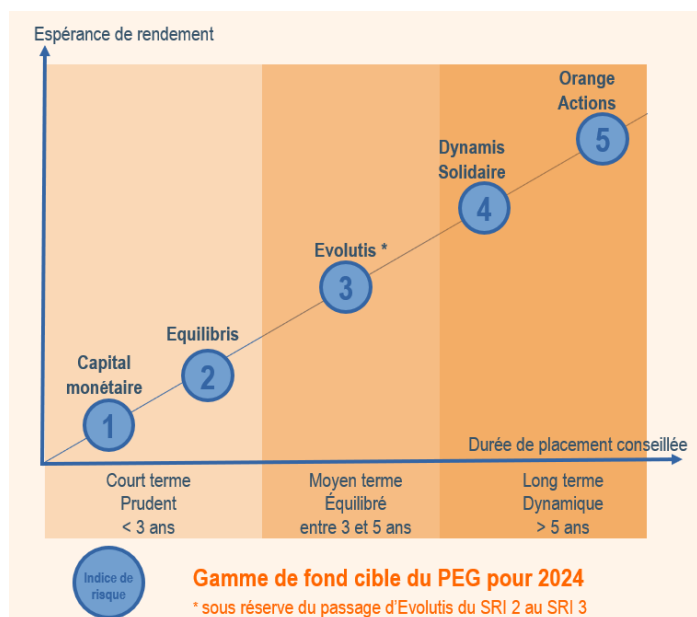 Espérance de rendement
Orange
Actions
5
Dynamis
Solidaire
4
Evolutis *
3
Equilibris
2
Capital
monétaire
1
Durée de placement conseillée
Court terme
Prudent
< 3 ans
Moyen terme
Équilibré
entre 3 et 5 ans
Long terme
Dynamique
> 5 ans
Indice de
risque
Gamme de fond cible du PEG pour 2024
* sous réserve du passage d'Evolutis du SRI 2 au SRI 3